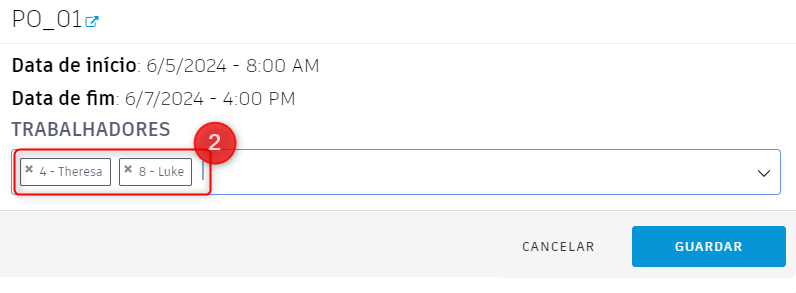 PO_01
Data de início: 6/5/2024 - 8:00 AM
Data de fim: 6/7/2024 - 4:00 PM
TRABALHADORES
2
× 4 - Theresa × 8 - Luke
CANCELAR GUARDAR